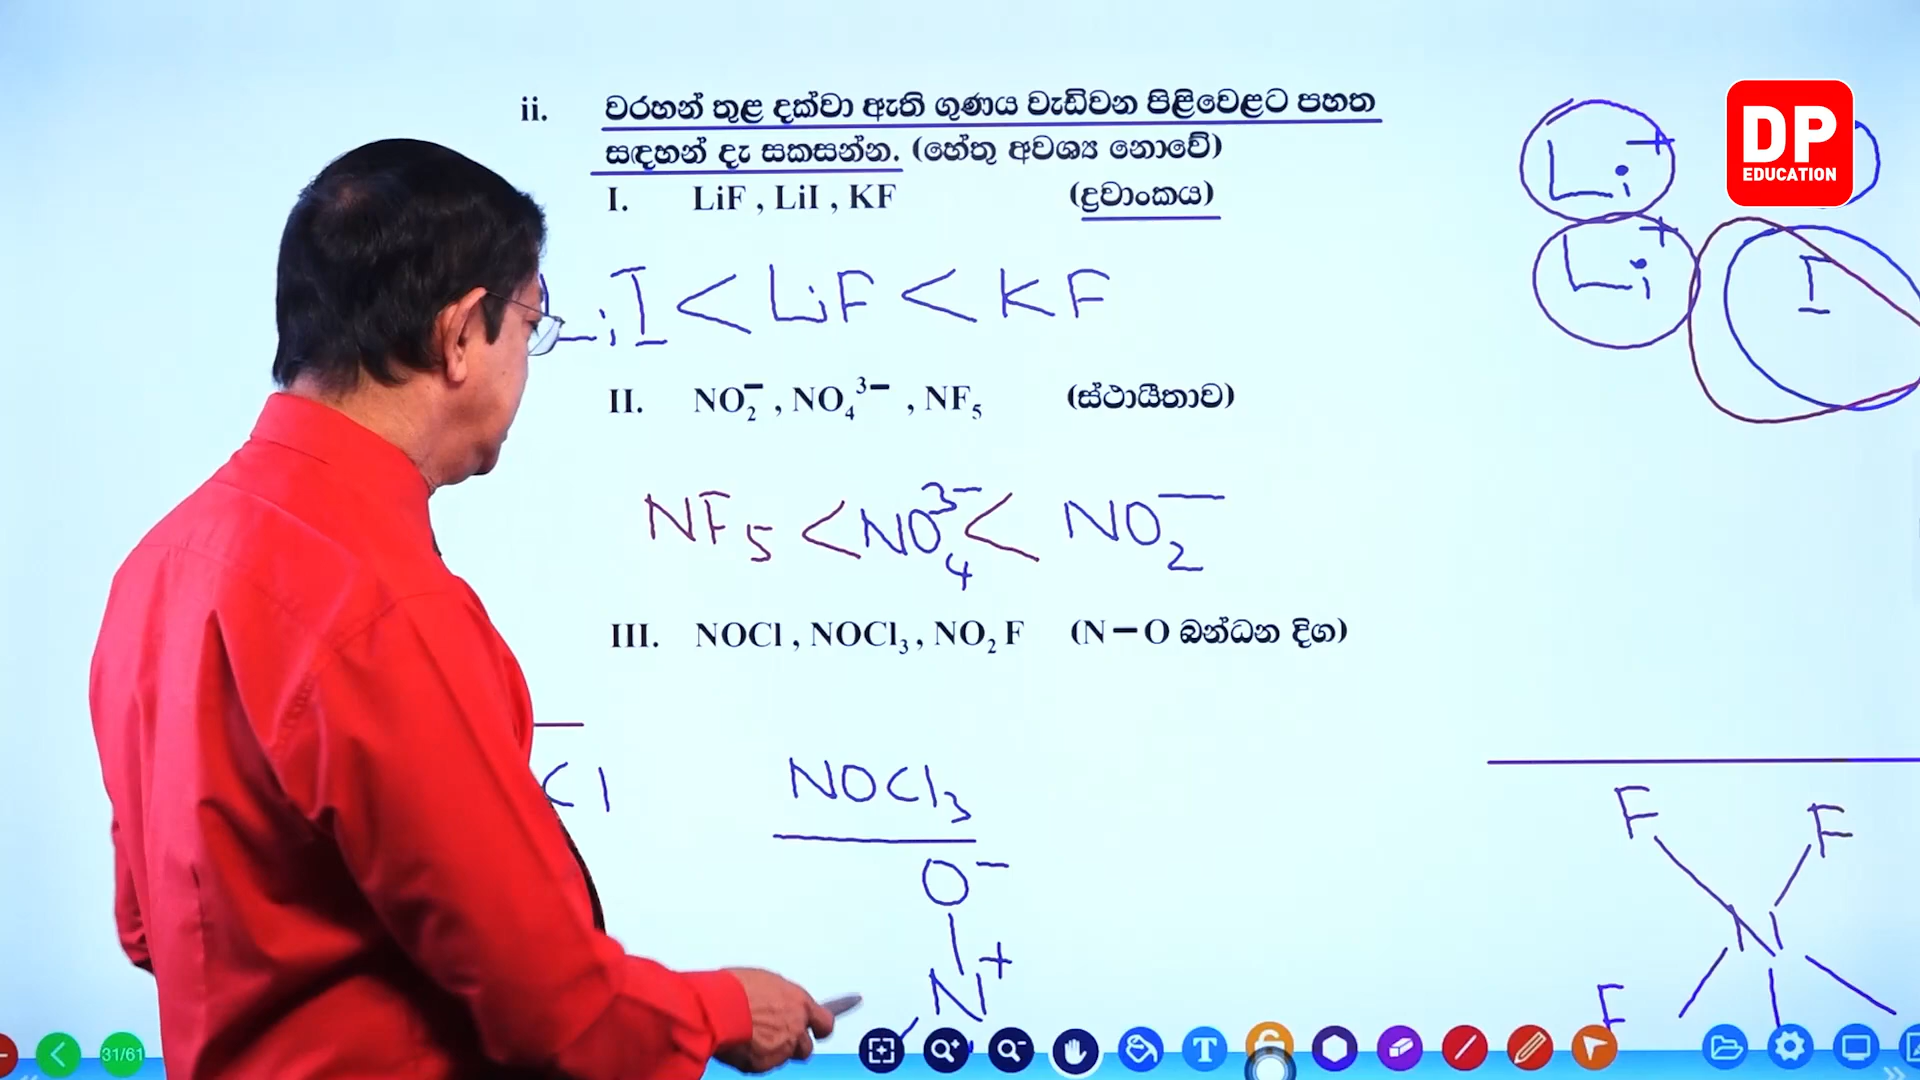 ii. වරහන් තුළ දක්වා ඇති ගුණය වැඩිවන පිළිවෙළට පහත
සඳහන් දෑ සකසන්න. (හේතු අවශ්‍ය නොවේ)
I. LiF , LiI , KF (ද්‍රවාංකය)
LiI < LiF < KF
II. NO₂⁻ , NO₄³⁻ , NF₅ (ස්ථායීතාව)
NF₅ < NO₄³⁻ < NO₂⁻
III. NOCl , NOCl₃ , NO₂F (N−O බන්ධන දිග)
Cl
NOCl₃
O⁻
N⁺
Li⁺
Li⁺ I
DP
EDUCATION
F F
N
F
31/61
T